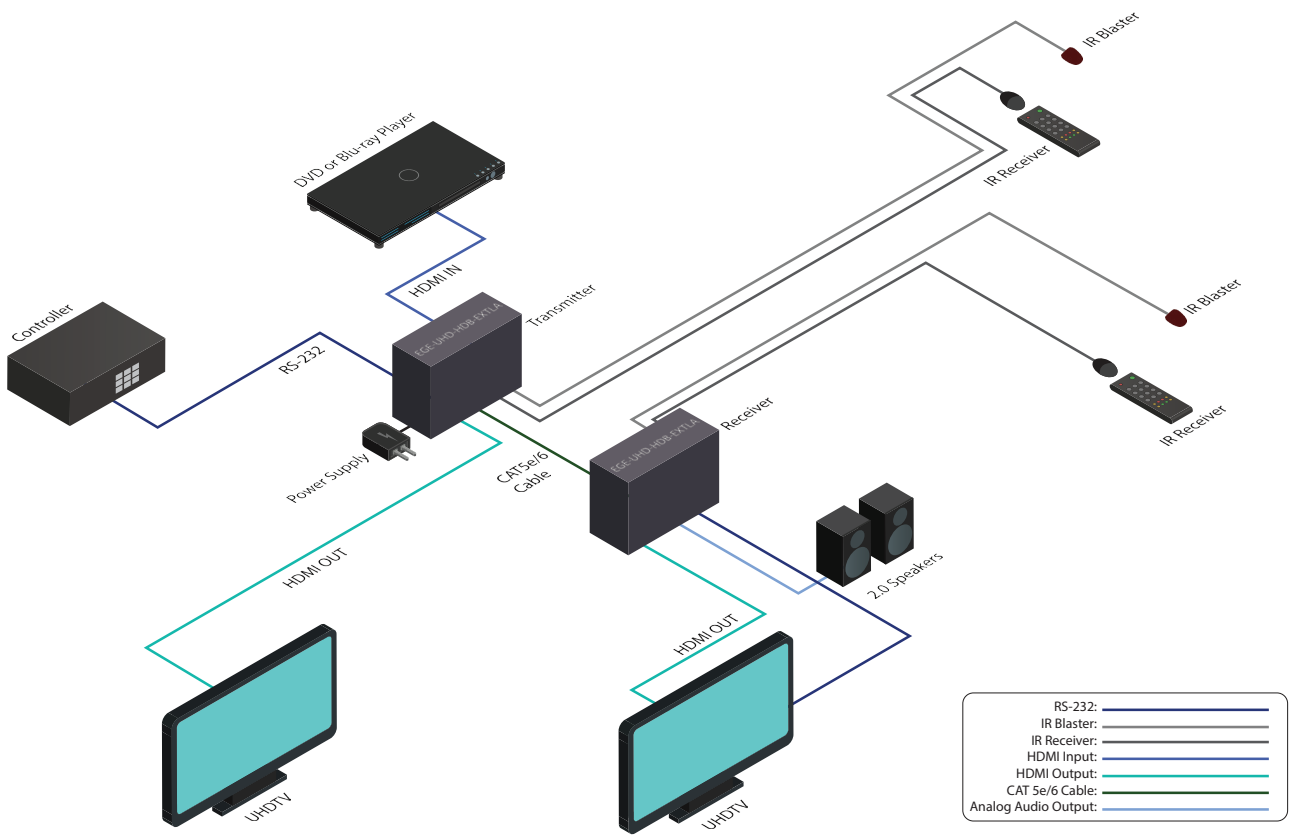 IR Blaster
DVD or Blu-ray Player
IR Receiver
HDMI IN
Controller
Transmitter
EGE-UHD-HDB-EXTLA
RS-232
IR Blaster
IR Receiver
Receiver
EGE-UHD-HDB-EXTLA
Power Supply
CAT5e/6
Cable
HDMI OUT
2.0 Speakers
HDMI OUT
UHDTV
UHDTV
RS-232:
IR Blaster:
IR Receiver:
HDMI Input:
HDMI Output:
CAT 5e/6 Cable:
Analog Audio Output: